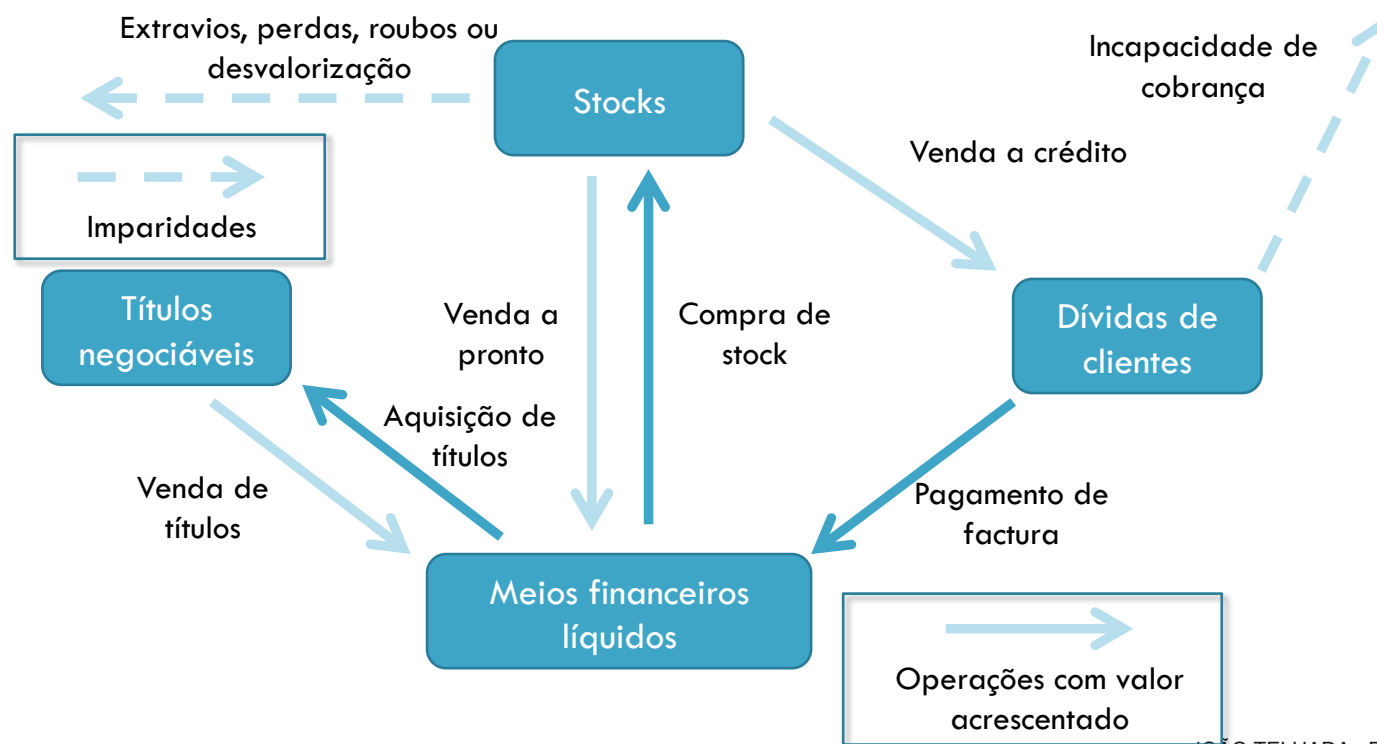 Extravios, perdas, roubos ou
desvalorização
Stocks
Incapacidade de
cobrança
Venda a crédito
Imparidades
Títulos
negociáveis
Venda a
pronto
Compra de
stock
Dívidas de
clientes
Aquisição de
títulos
Venda de
títulos
Pagamento de
factura
Meios financeiros
líquidos
Operações com valor
acrescentado